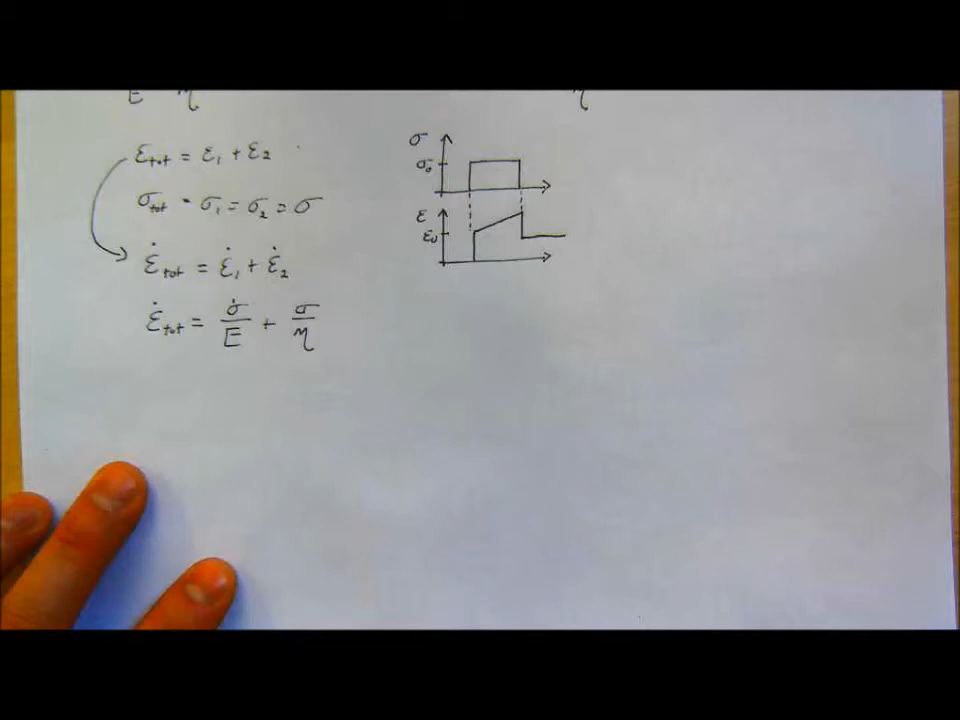 E η
η
ε_tot = ε₁ + ε₂
σ_tot = σ₁ = σ₂ = σ
ε̇_tot = ε̇₁ + ε̇₂
ε̇_tot = σ̇/E + σ/η
σ
σ₀
ε
ε₀